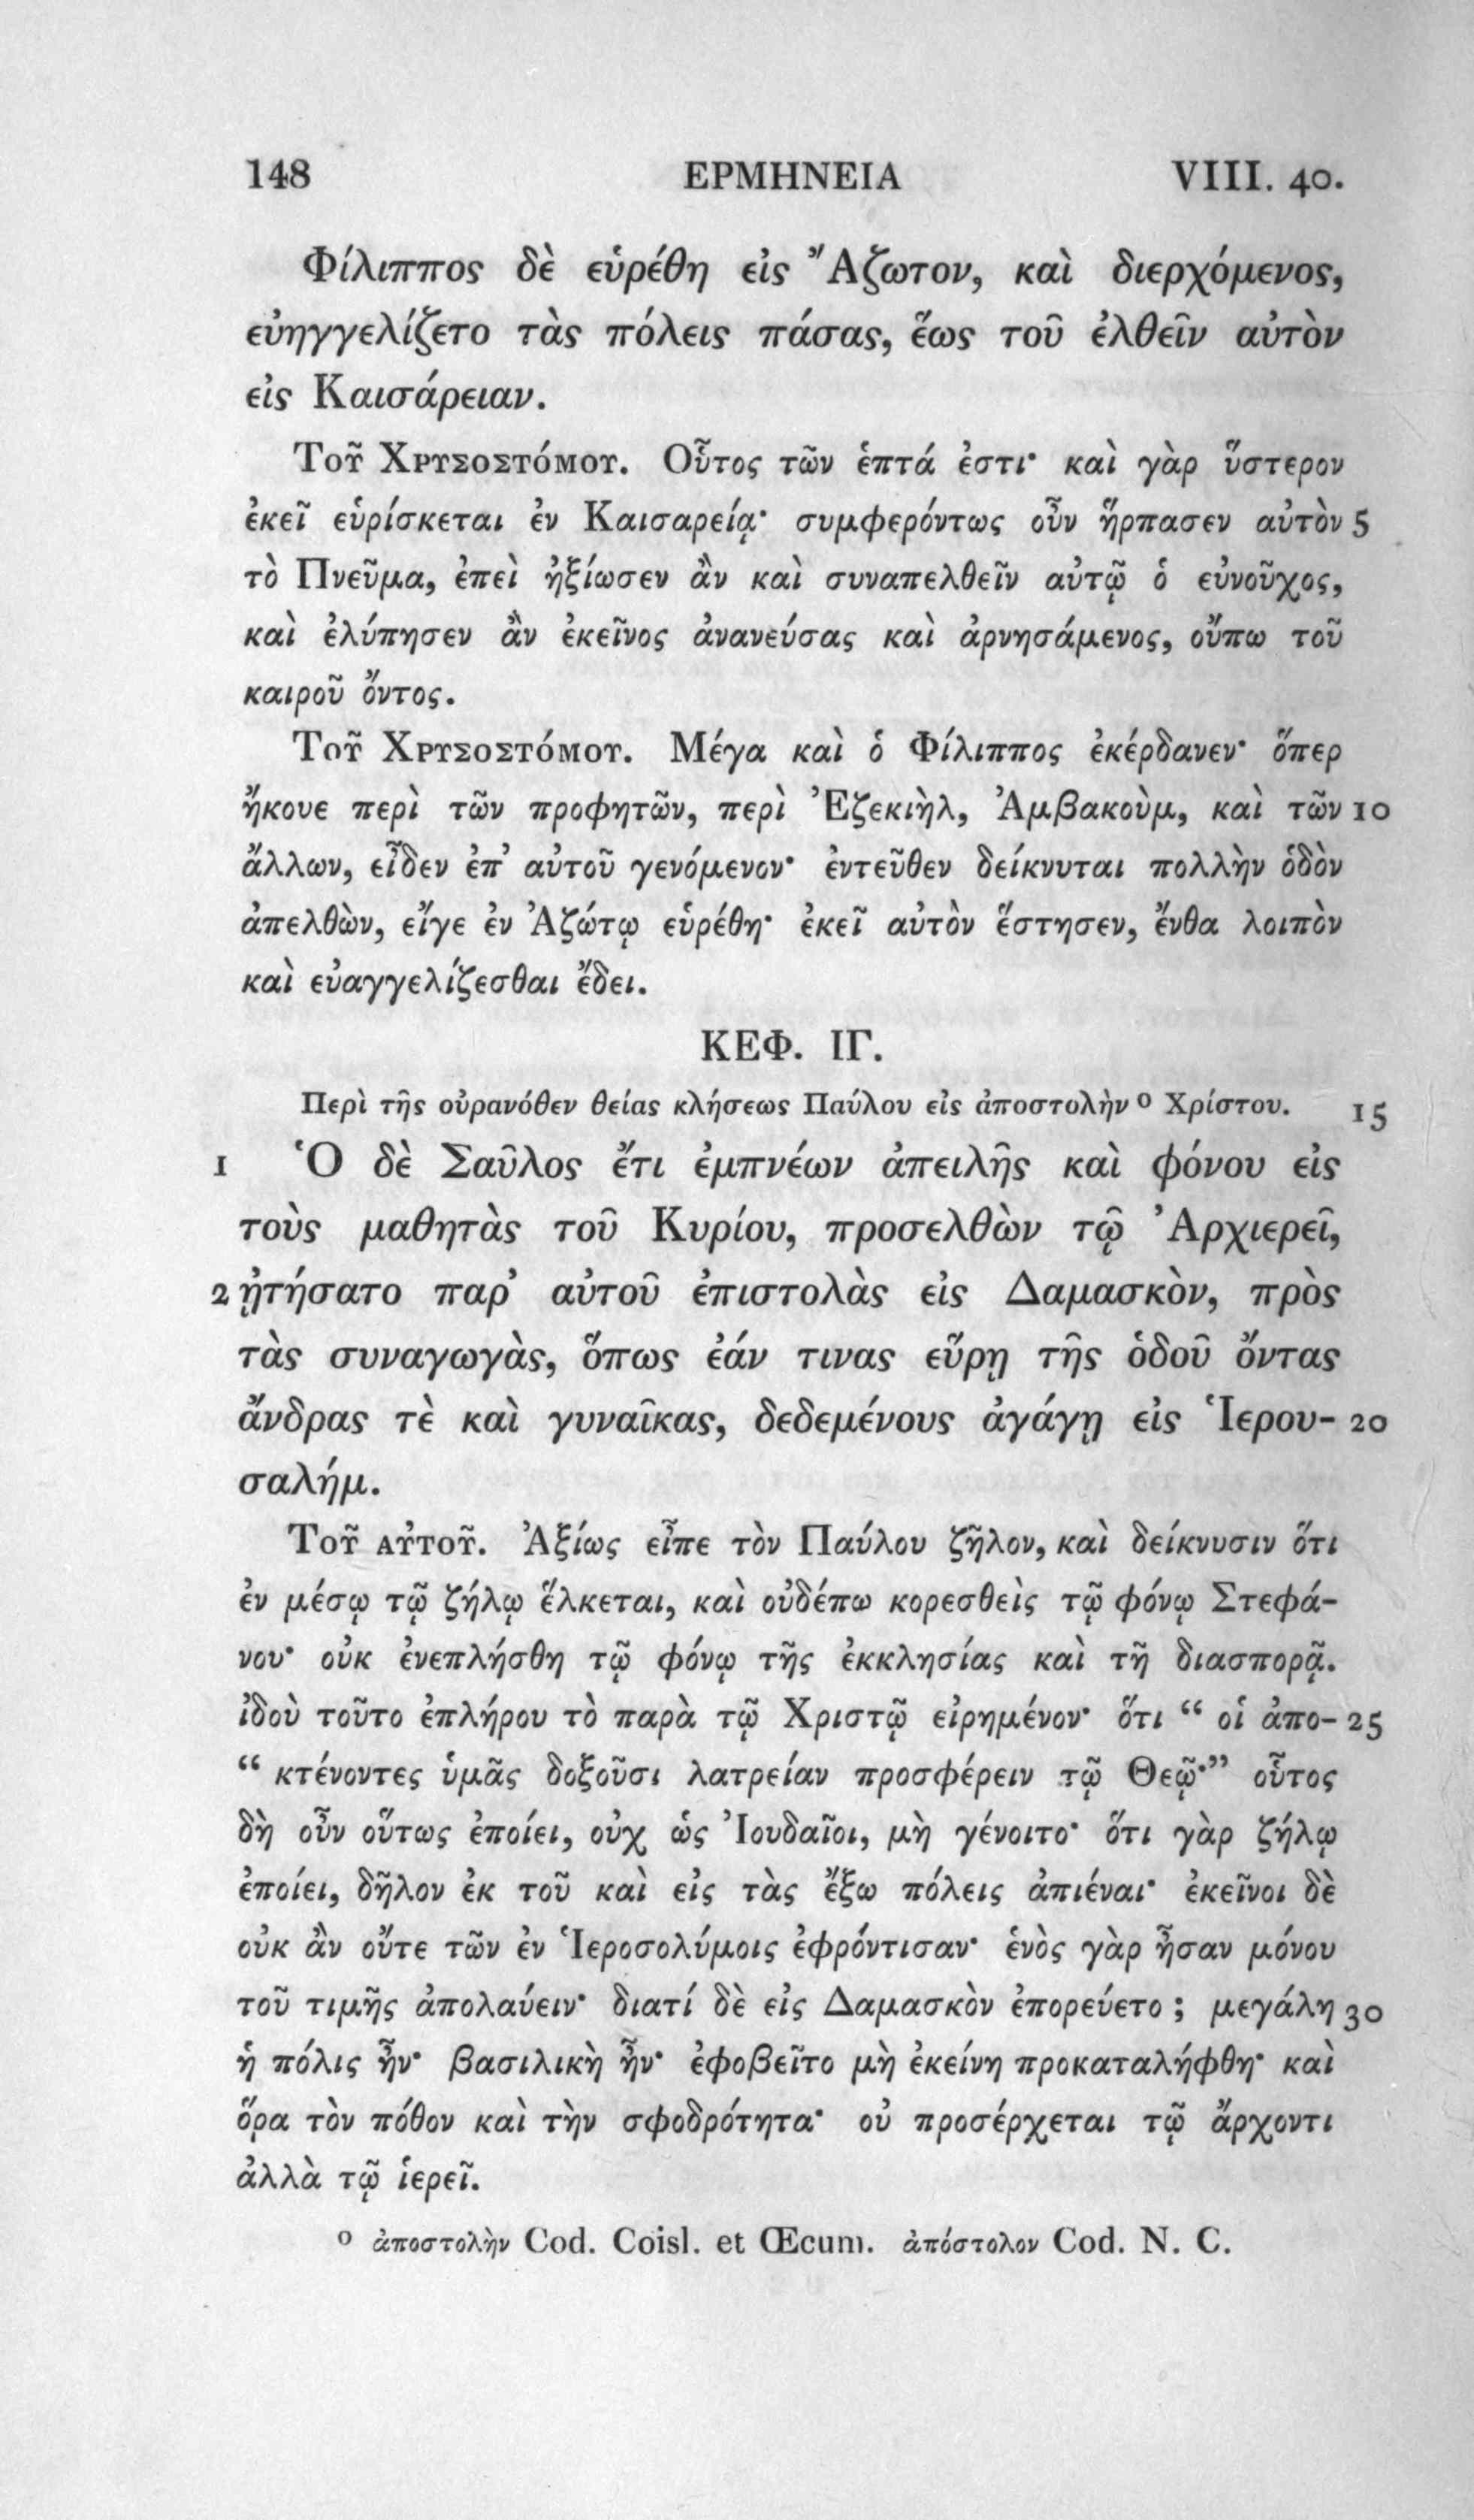 148 ΕΡΜΗΝΕΙΑ VIII. 40.
Φίλιππος δὲ εὑρέθη εἰς Ἄζωτον, καὶ διερχόμενος,
εὐηγγελίζετο τὰς πόλεις πάσας, ἕως τοῦ ἐλθεῖν αὐτὸν
εἰς Καισάρειαν.
Τοῦ Χρυσοστόμου. Οὗτος τῶν ἑπτά ἐστι· καὶ γὰρ ὕστερον
ἐκεῖ εὑρίσκεται ἐν Καισαρείᾳ· συμφερόντως οὖν ἥρπασεν αὐτὸν 5
τὸ Πνεῦμα, ἐπεὶ ἠξίωσεν ἂν καὶ συναπελθεῖν αὐτῷ ὁ εὐνοῦχος,
καὶ ἐλύπησεν ἂν ἐκεῖνος ἀνανεύσας καὶ ἀρνησάμενος, οὔπω τοῦ
καιροῦ ὄντος.
Τοῦ Χρυσοστόμου. Μέγα καὶ ὁ Φίλιππος ἐκέρδανεν· ὅπερ
ἤκουε περὶ τῶν προφητῶν, περὶ Ἐζεκιὴλ, Ἀμβακοὺμ, καὶ τῶν 10
ἄλλων, εἶδεν ἐπ’ αὐτοῦ γενόμενον· ἐντεῦθεν δείκνυται πολλὴν ὁδὸν
ἀπελθὼν, εἴγε ἐν Ἀζώτῳ εὑρέθη· ἐκεῖ αὐτὸν ἔστησεν, ἔνθα λοιπὸν
καὶ εὐαγγελίζεσθαι ἔδει.
ΚΕΦ. ΙΓ.
Περὶ τῆς οὐρανόθεν θείας κλήσεως Παύλου εἰς ἀποστολὴν ο Χρίστου. 15
1 Ὁ δὲ Σαῦλος ἔτι ἐμπνέων ἀπειλῆς καὶ φόνου εἰς
τοὺς μαθητὰς τοῦ Κυρίου, προσελθὼν τῷ Ἀρχιερεῖ,
2 ᾐτήσατο παρ’ αὐτοῦ ἐπιστολὰς εἰς Δαμασκὸν, πρὸς
τὰς συναγωγὰς, ὅπως ἐάν τινας εὕρῃ τῆς ὁδοῦ ὄντας
ἄνδρας τὲ καὶ γυναῖκας, δεδεμένους ἀγάγῃ εἰς Ἱερου- 20
σαλήμ.
Τοῦ αὐτοῦ. Ἀξίως εἶπε τὸν Παύλου ζῆλον, καὶ δείκνυσιν ὅτι
ἐν μέσῳ τῷ ζήλῳ ἕλκεται, καὶ οὐδέπω κορεσθεὶς τῷ φόνῳ Στεφά-
νου· οὐκ ἐνεπλήσθη τῷ φόνῳ τῆς ἐκκλησίας καὶ τῆ διασπορᾷ.
ἰδοὺ τοῦτο ἐπλήρου τὸ παρὰ τῷ Χριστῷ εἰρημένον· ὅτι “ οἱ ἀπο- 25
“ κτένοντες ὑμᾶς δοξοῦσι λατρείαν προσφέρειν τῷ Θεῷ·” οὗτος
δὴ οὖν οὕτως ἐποίει, οὐχ ὡς Ἰουδαῖοι, μὴ γένοιτο· ὅτι γὰρ ζήλῳ
ἐποίει, δῆλον ἐκ τοῦ καὶ εἰς τὰς ἔξω πόλεις ἀπιέναι· ἐκεῖνοι δὲ
οὐκ ἂν οὔτε τῶν ἐν Ἱεροσολύμοις ἐφρόντισαν· ἑνὸς γὰρ ἦσαν μόνου
τοῦ τιμῆς ἀπολαύειν· διατί δὲ εἰς Δαμασκὸν ἐπορεύετο ; μεγάλη 30
ἡ πόλις ἦν· βασιλικὴ ἦν· ἐφοβεῖτο μὴ ἐκείνη προκαταλήφθη· καὶ
ὅρα τὸν πόθον καὶ τὴν σφοδρότητα· οὐ προσέρχεται τῷ ἄρχοντι
ἀλλὰ τῷ ἱερεῖ.
ο ἀποστολὴν Cod. Coisl. et Œcum. ἀπόστολον Cod. N. C.